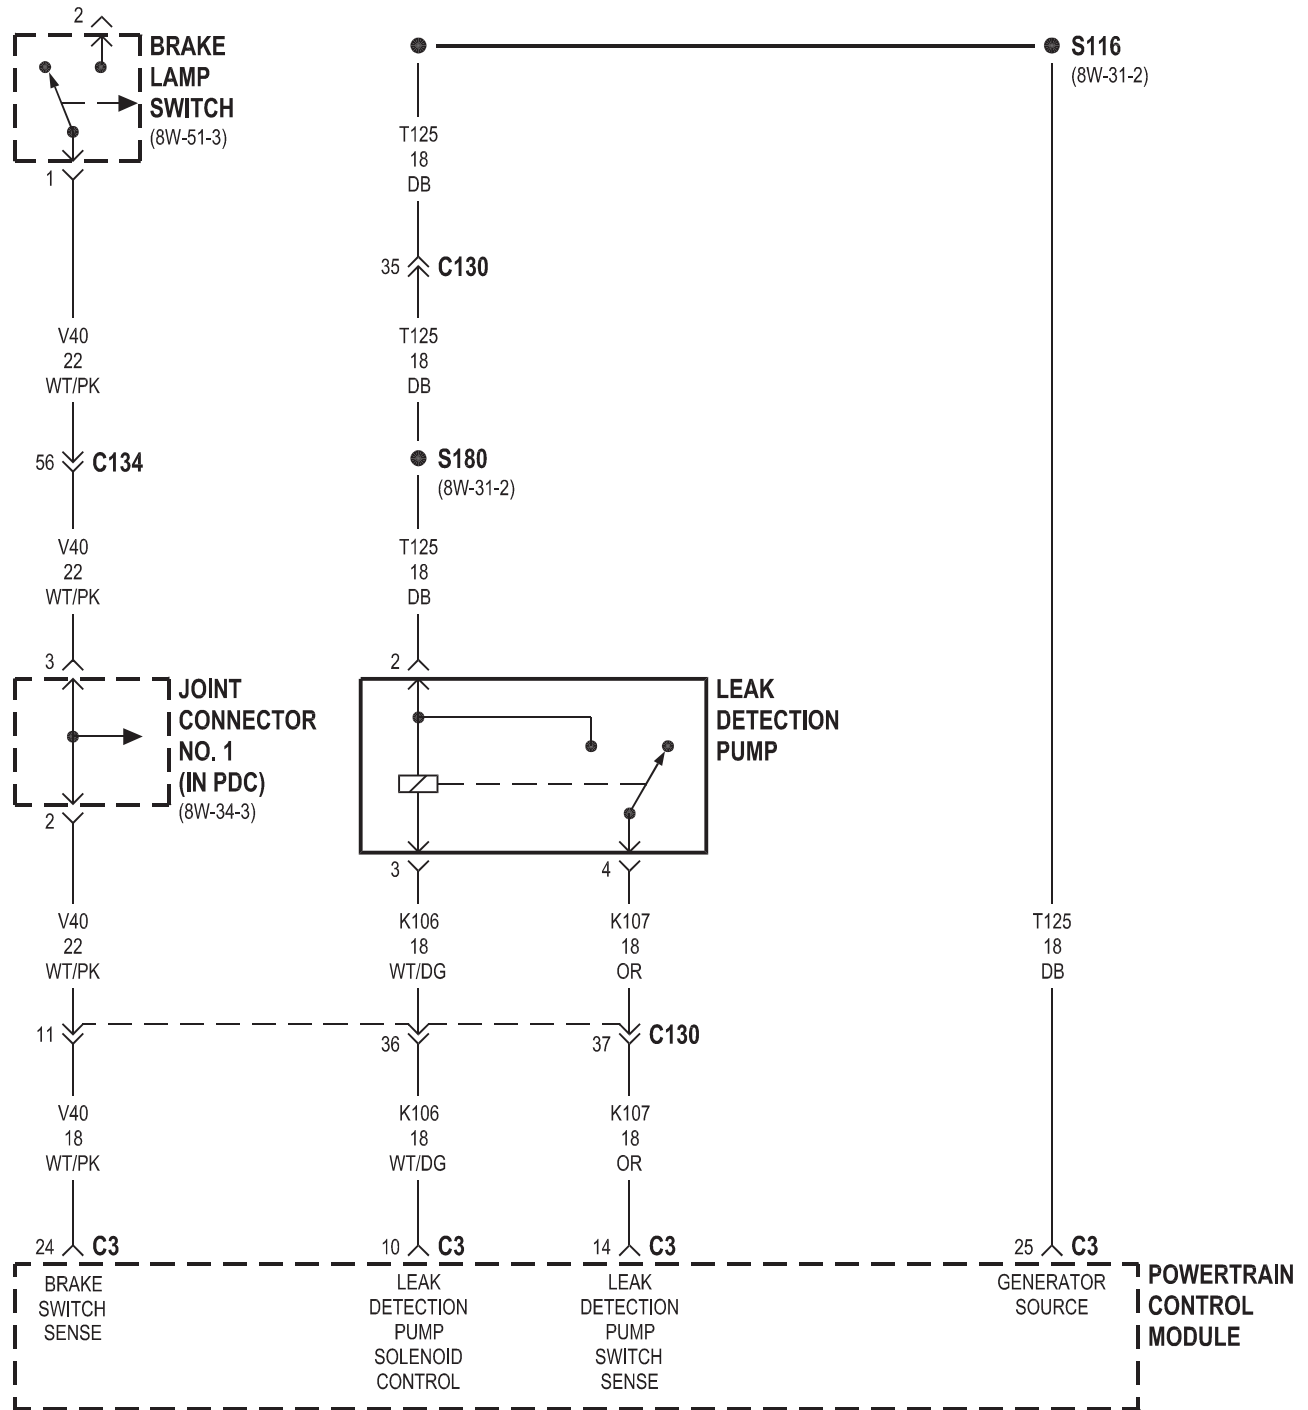 2
BRAKE
LAMP
SWITCH
(8W-51-3)
1
S116
(8W-31-2)
T125
18
DB
35
C130
V40
22
WT/PK
T125
18
DB
56
C134
S180
(8W-31-2)
V40
22
WT/PK
T125
18
DB
3
JOINT
CONNECTOR
NO. 1
(IN PDC)
(8W-34-3)
2
2
LEAK
DETECTION
PUMP
3
4
V40
22
WT/PK
K106
18
WT/DG
K107
18
OR
T125
18
DB
11
36
37
C130
V40
18
WT/PK
K106
18
WT/DG
K107
18
OR
24
C3
10
C3
14
C3
25
C3
BRAKE
SWITCH
SENSE
LEAK
DETECTION
PUMP
SOLENOID
CONTROL
LEAK
DETECTION
PUMP
SWITCH
SENSE
GENERATOR
SOURCE
POWERTRAIN
CONTROL
MODULE